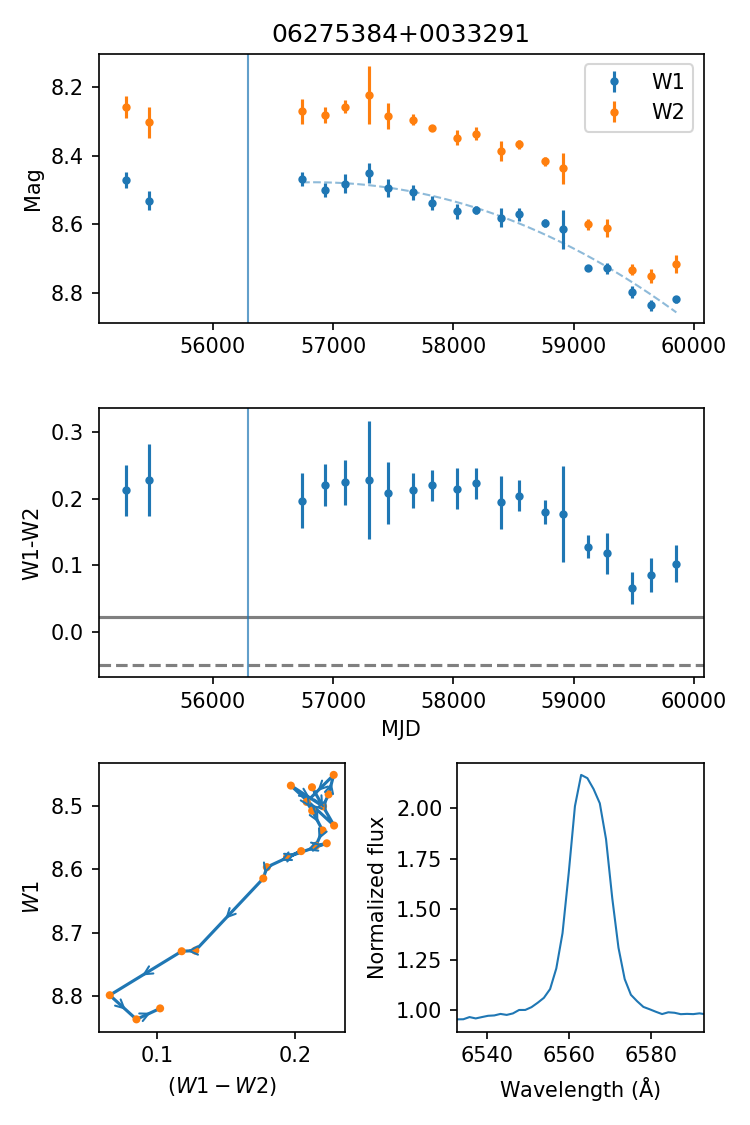 06275384+0033291
Mag
8.2
8.4
8.6
8.8
W1
W2
56000 57000 58000 59000 60000
W1-W2
0.3
0.2
0.1
0.0
56000 57000 58000 59000 60000
MJD
W1
8.5
8.6
8.7
8.8
0.1 0.2
(W1 − W2)
Normalized flux
2.00
1.75
1.50
1.25
1.00
6540 6560 6580
Wavelength (Å)